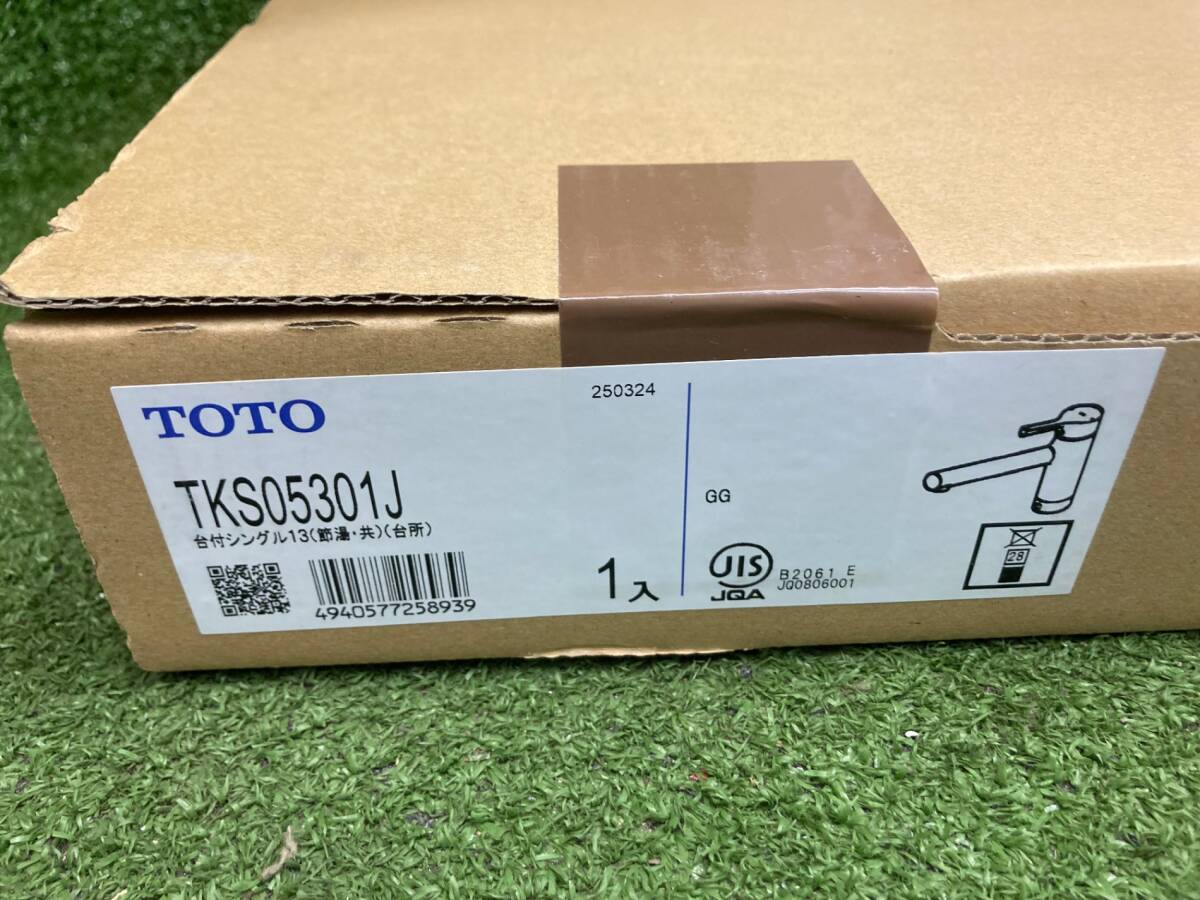 TOTO
TKS05301J
台付シングル13(節湯・共)(台所)
4940577258939
1入
250324
GG
JIS
JQA
B2061 E
JQ0806001
28